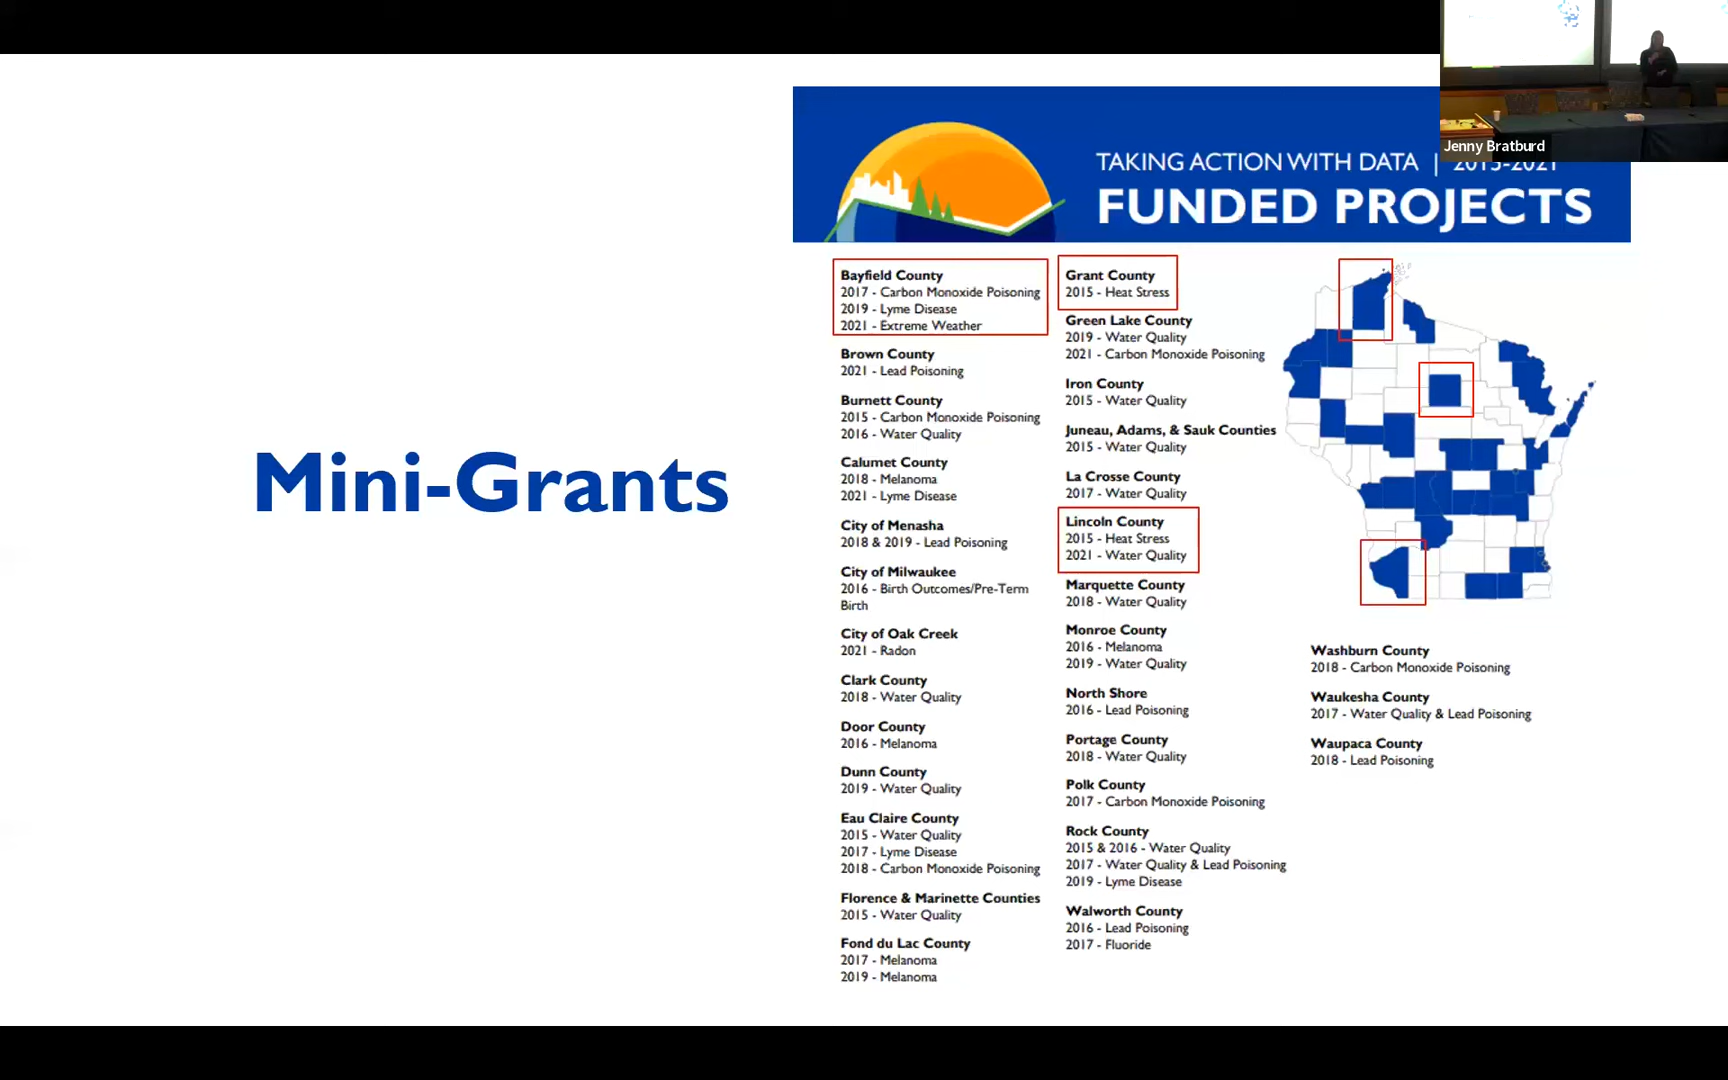 Jenny Bratburd
TAKING ACTION WITH DATA | 2015-2021
FUNDED PROJECTS
Mini-Grants
Bayfield County
2017 - Carbon Monoxide Poisoning
2019 - Lyme Disease
2021 - Extreme Weather
Brown County
2021 - Lead Poisoning
Burnett County
2015 - Carbon Monoxide Poisoning
2016 - Water Quality
Calumet County
2018 - Melanoma
2021 - Lyme Disease
City of Menasha
2018 & 2019 - Lead Poisoning
City of Milwaukee
2016 - Birth Outcomes/Pre-Term
Birth
City of Oak Creek
2021 - Radon
Clark County
2018 - Water Quality
Door County
2016 - Melanoma
Dunn County
2019 - Water Quality
Eau Claire County
2015 - Water Quality
2017 - Lyme Disease
2018 - Carbon Monoxide Poisoning
Florence & Marinette Counties
2015 - Water Quality
Fond du Lac County
2017 - Melanoma
2019 - Melanoma
Grant County
2015 - Heat Stress
Green Lake County
2019 - Water Quality
2021 - Carbon Monoxide Poisoning
Iron County
2015 - Water Quality
Juneau, Adams, & Sauk Counties
2015 - Water Quality
La Crosse County
2017 - Water Quality
Lincoln County
2015 - Heat Stress
2021 - Water Quality
Marquette County
2018 - Water Quality
Monroe County
2016 - Melanoma
2019 - Water Quality
North Shore
2016 - Lead Poisoning
Portage County
2018 - Water Quality
Polk County
2017 - Carbon Monoxide Poisoning
Rock County
2015 & 2016 - Water Quality
2017 - Water Quality & Lead Poisoning
2019 - Lyme Disease
Walworth County
2016 - Lead Poisoning
2017 - Fluoride
Washburn County
2018 - Carbon Monoxide Poisoning
Waukesha County
2017 - Water Quality & Lead Poisoning
Waupaca County
2018 - Lead Poisoning